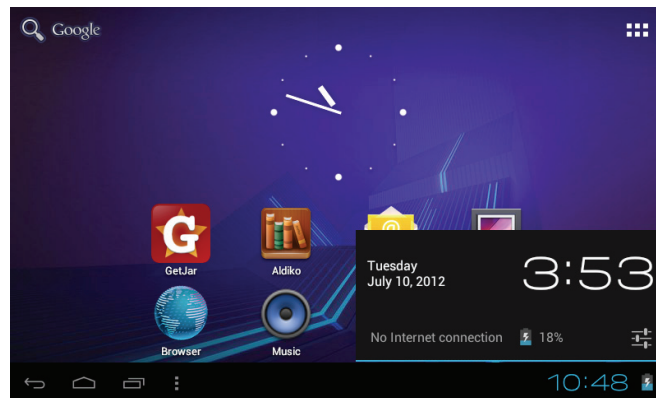 Google
GetJar
Aldiko
Browser
Music
Tuesday
July 10, 2012
3:53
No Internet connection
18%
10:48